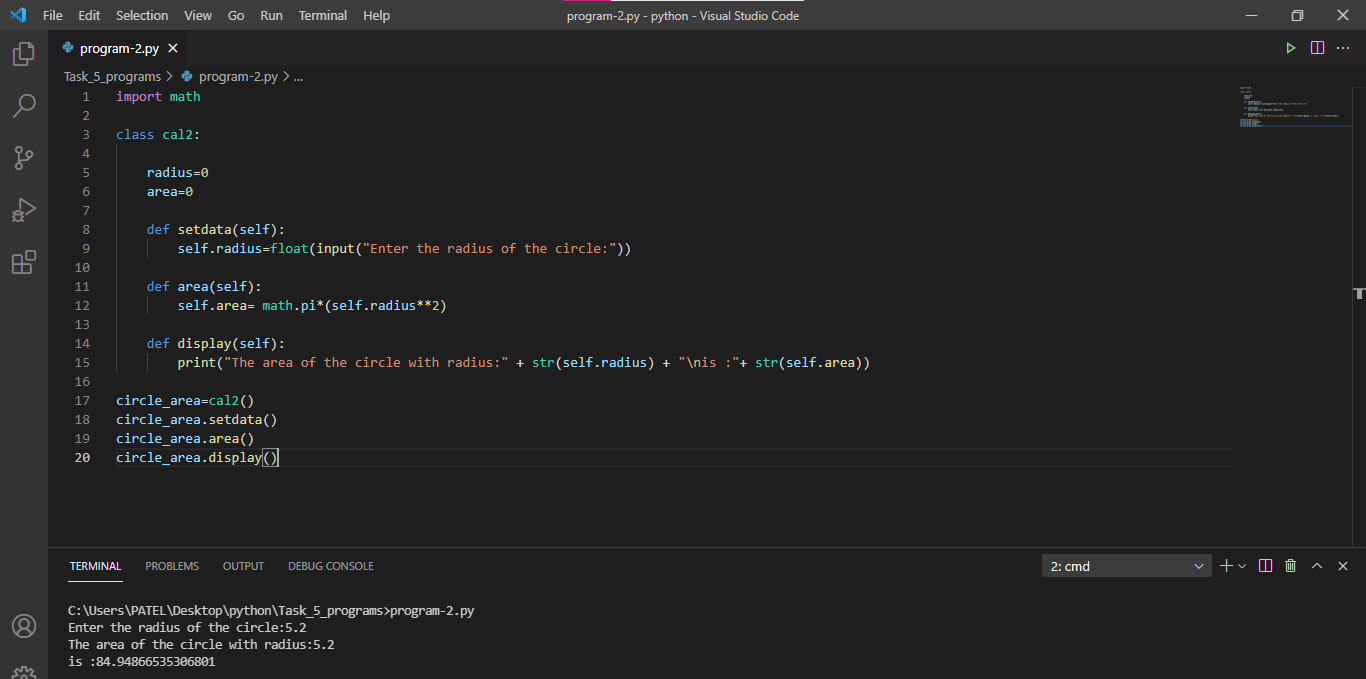 File Edit Selection View Go Run Terminal Help program-2.py - python - Visual Studio Code
program-2.py
Task_5_programs > program-2.py > ...
1 import math
2
3 class cal2:
4
5 radius=0
6 area=0
7
8 def setdata(self):
9 self.radius=float(input("Enter the radius of the circle:"))
10
11 def area(self):
12 self.area= math.pi*(self.radius**2)
13
14 def display(self):
15 print("The area of the circle with radius:" + str(self.radius) + "\nis :"+ str(self.area))
16
17 circle_area=cal2()
18 circle_area.setdata()
19 circle_area.area()
20 circle_area.display()
TERMINAL PROBLEMS OUTPUT DEBUG CONSOLE 2: cmd
C:\Users\PATEL\Desktop\python\Task_5_programs>program-2.py
Enter the radius of the circle:5.2
The area of the circle with radius:5.2
is :84.94866535306801